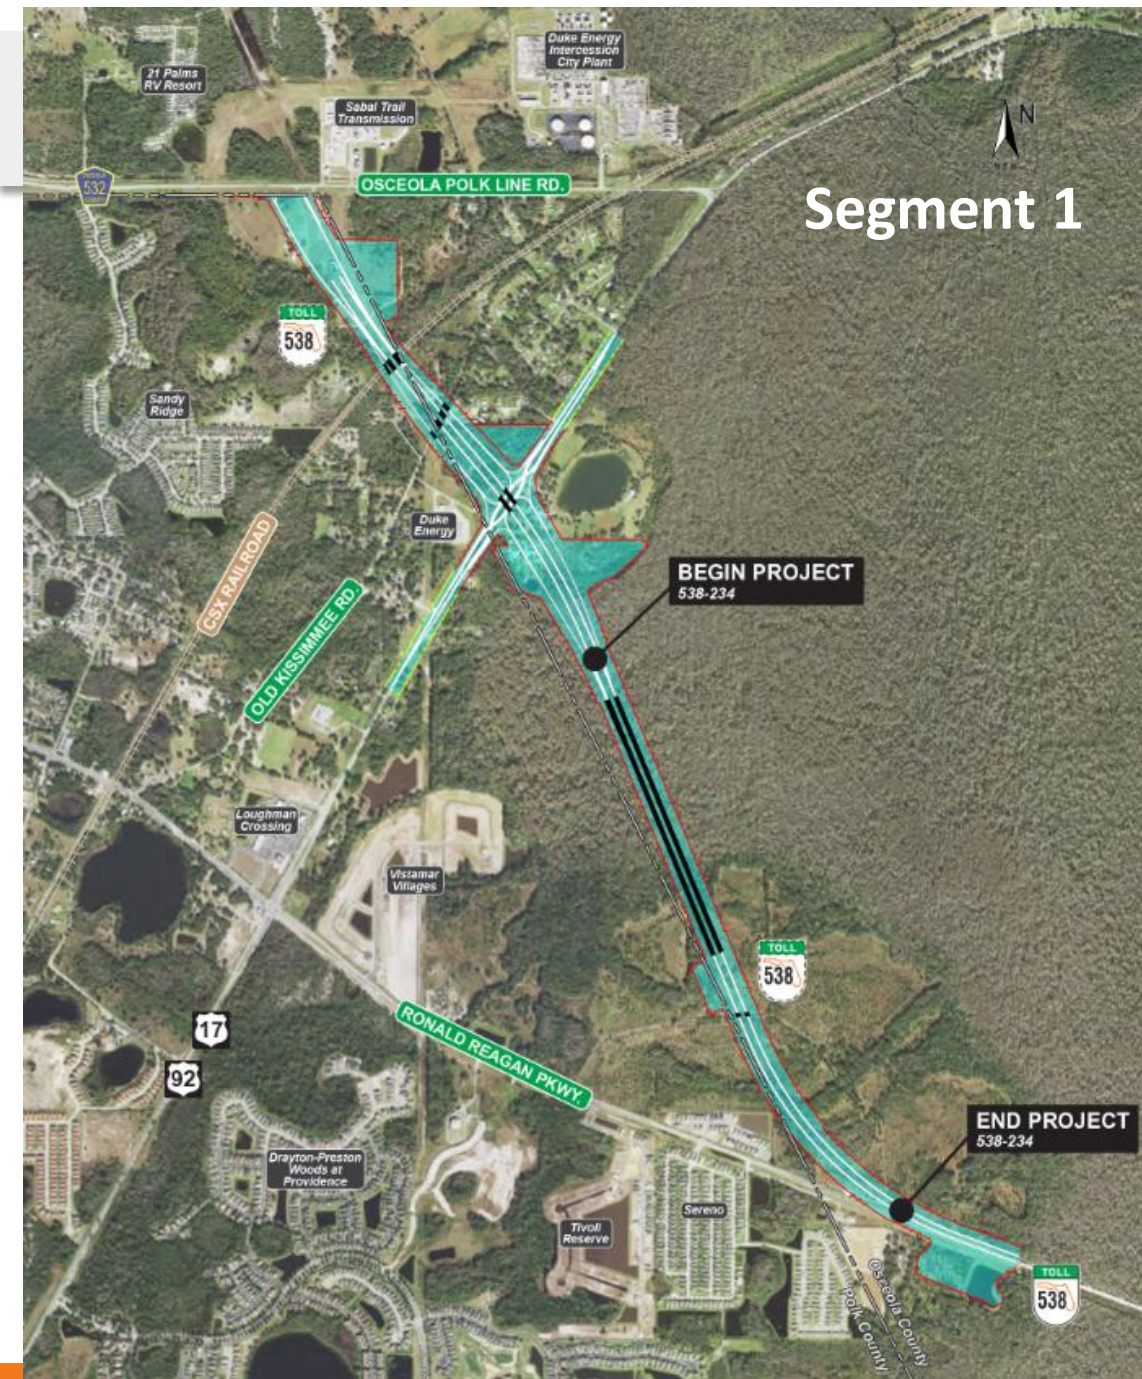 Duke Energy
Intercession
City Plant
21 Palms
RV Resort
Sabal Trail
Transmission
N
532
OSCEOLA POLK LINE RD.
Segment 1
TOLL
538
Sandy
Ridge
Duke
Energy
CSX RAILROAD
BEGIN PROJECT
538-234
OLD KISSIMMEE RD.
Loughman
Crossing
Vistamar
Villages
TOLL
538
17
RONALD REAGAN PKWY.
92
END PROJECT
538-234
Drayton-Preston
Woods at
Providence
Sereno
Tivoli
Reserve
TOLL
538
Osceola County
Polk County